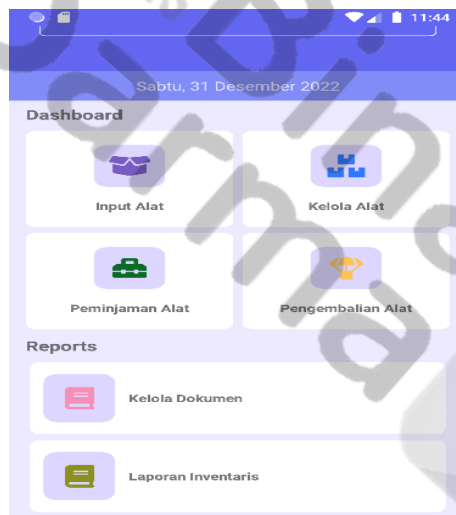 11:44
Sabtu, 31 Desember 2022
Dashboard
Input Alat
Kelola Alat
Peminjaman Alat
Pengembalian Alat
Reports
Kelola Dokumen
Laporan Inventaris